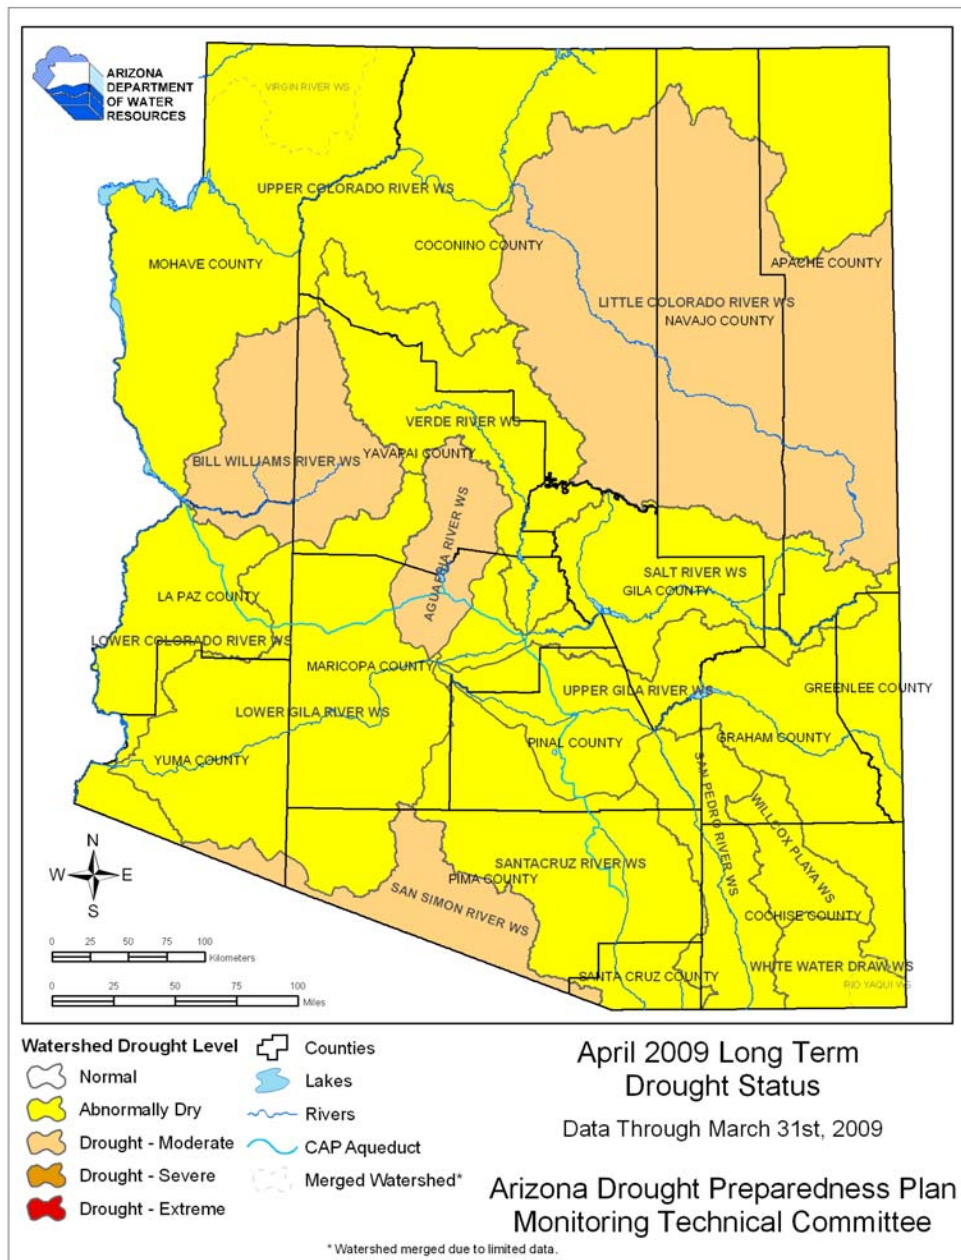 ARIZONA
DEPARTMENT
OF WATER
RESOURCES
VIRGIN RIVER WS
UPPER COLORADO RIVER WS
COCONINO COUNTY
MOHAVE COUNTY
APACHE COUNTY
LITTLE COLORADO RIVER WS
NAVAJO COUNTY
VERDE RIVER WS
YAVAPAI COUNTY
BILL WILLIAMS RIVER WS
AGUA FRIA RIVER WS
SALT RIVER WS
GILA COUNTY
LA PAZ COUNTY
LOWER COLORADO RIVER WS
MARICOPA COUNTY
UPPER GILA RIVER WS
GREENLEE COUNTY
LOWER GILA RIVER WS
PINAL COUNTY
GRAHAM COUNTY
YUMA COUNTY
SAN PEDRO RIVER WS
WILLCOX PLAYA WS
SANTACRUZ RIVER WS
PIMA COUNTY
SAN SIMON RIVER WS
COCHISE COUNTY
SANTA CRUZ COUNTY
WHITE WATER DRAW WS
RIO YAQUI WS
N
W E
S
0 25 50 75 100
Kilometers
0 25 50 75 100
Miles
Watershed Drought Level
Normal
Abnormally Dry
Drought - Moderate
Drought - Severe
Drought - Extreme
Counties
Lakes
Rivers
CAP Aqueduct
Merged Watershed*
April 2009 Long Term
Drought Status
Data Through March 31st, 2009
Arizona Drought Preparedness Plan
Monitoring Technical Committee
* Watershed merged due to limited data.